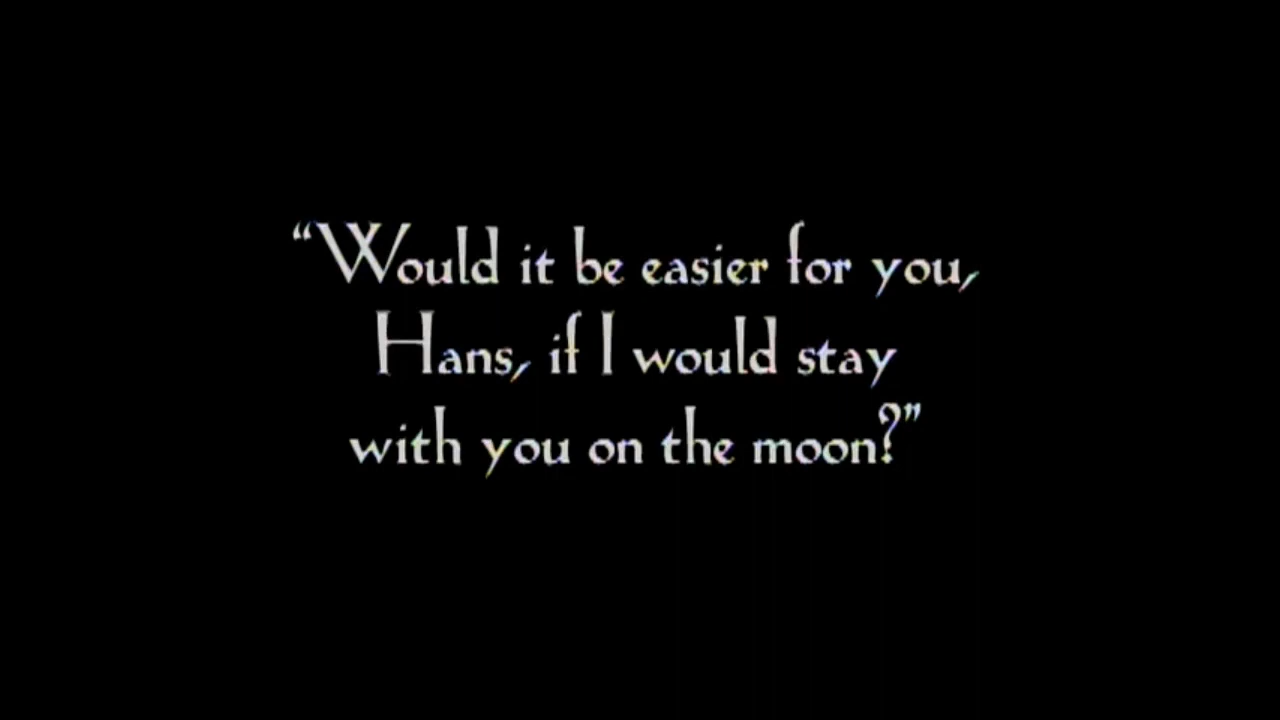 “Would it be easier for you,
Hans, if I would stay
with you on the moon?”